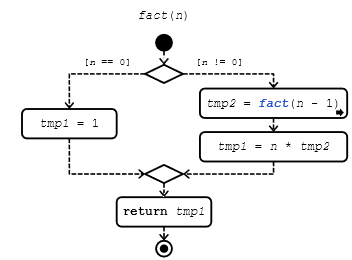 fact(n)
[n == 0]
[n != 0]
tmp2 = fact(n - 1)
tmp1 = 1
tmp1 = n * tmp2
return tmp1